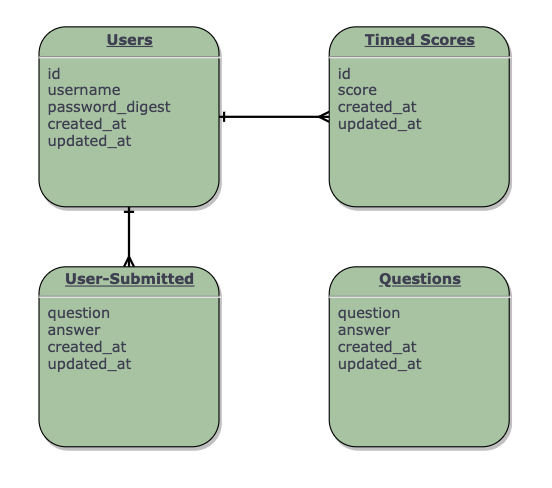 Users
id
username
password_digest
created_at
updated_at
Timed Scores
id
score
created_at
updated_at
User-Submitted
question
answer
created_at
updated_at
Questions
question
answer
created_at
updated_at